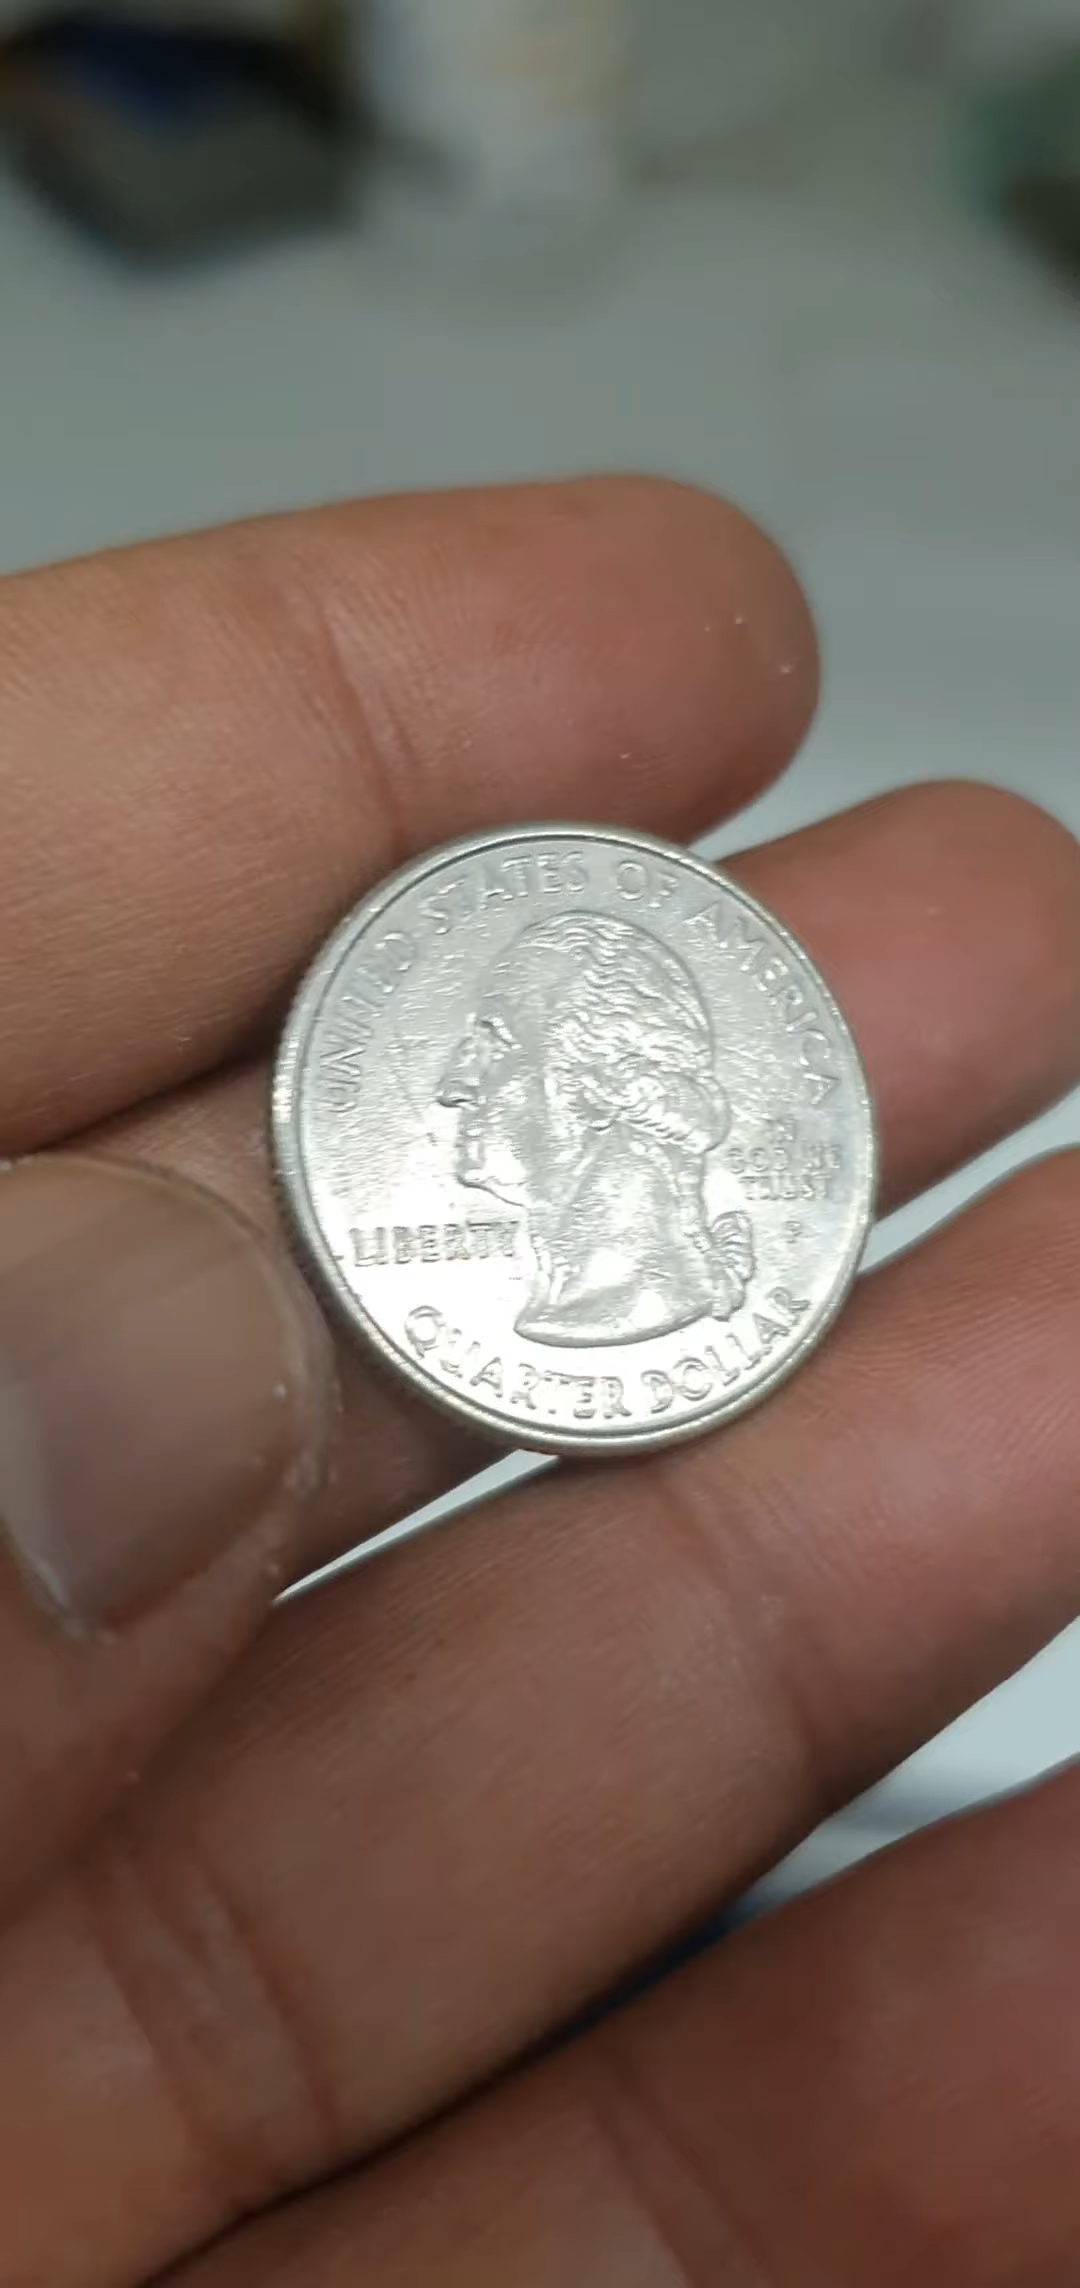 UNITED STATES OF AMERICA
LIBERTY
IN
GOD WE
TRUST
P
QUARTER DOLLAR